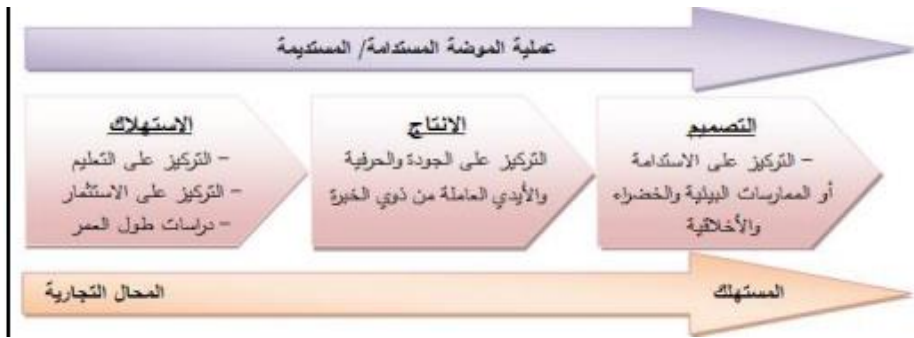 عملية الموضة المستدامة/ المستديمة
التصميم
- التركيز على الاستدامة
أو الممارسات البيئية والخضراء
والأخلاقية
الانتاج
التركيز على الجودة والحرفية
والأيدي العاملة من ذوي الخبرة
الاستهلاك
- التركيز على التعليم
- التركيز على الاستثمار
- دراسات طول العمر
المستهلك
المحال التجارية